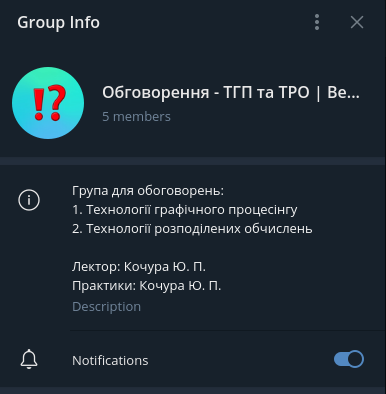 Group Info
Обговорення - ТГП та ТРО | Ве...
5 members
Група для обоговорень:
1. Технології графічного процесінгу
2. Технології розподілених обчислень
Лектор: Кочура Ю. П.
Практики: Кочура Ю. П.
Description
Notifications